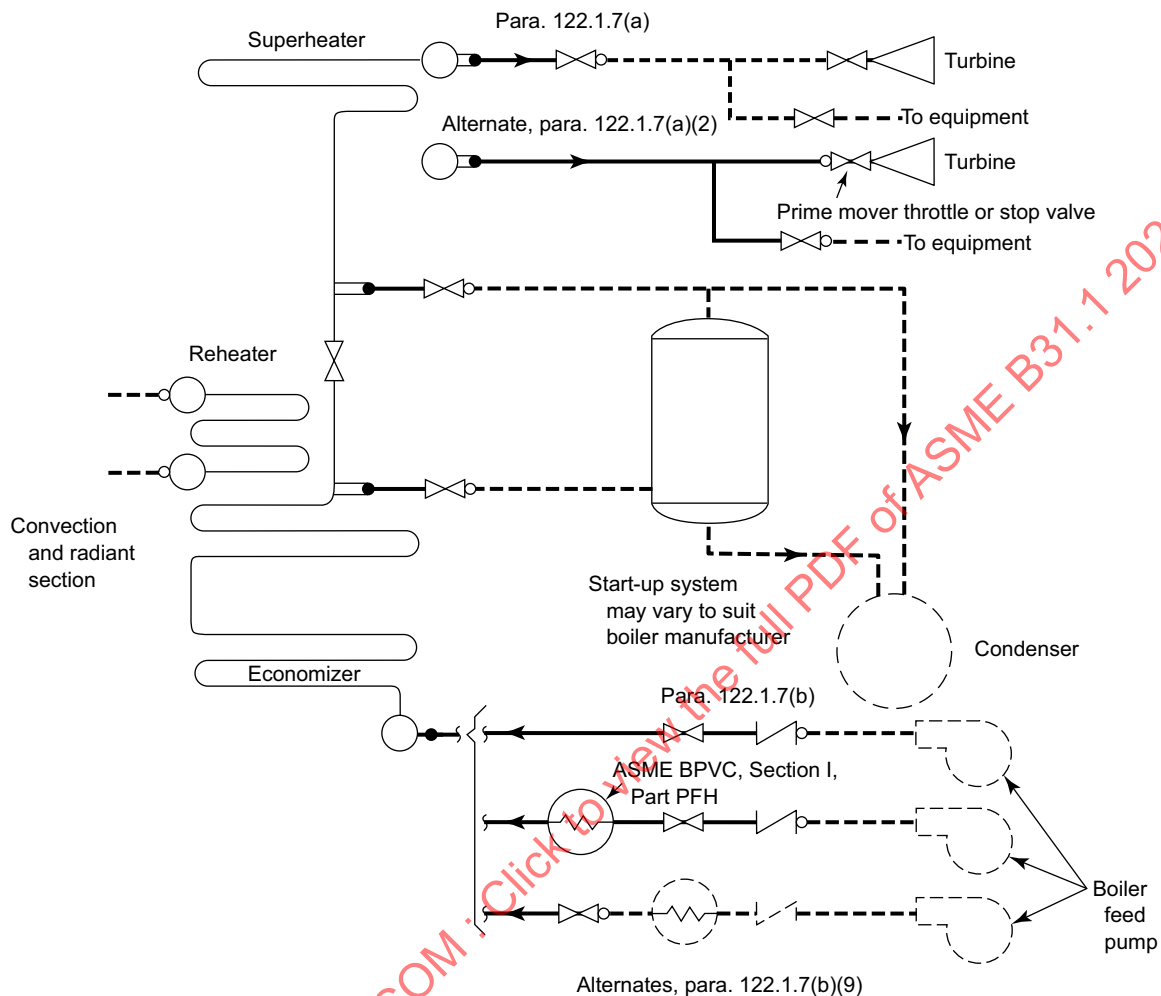 Para. 122.1.7(a)
Superheater
Turbine
To equipment
Alternate, para. 122.1.7(a)(2)
Turbine
Prime mover throttle or stop valve
To equipment
Reheater
Convection
and radiant
section
Start-up system
may vary to suit
boiler manufacturer
Condenser
Economizer
Para. 122.1.7(b)
ASME BPVC, Section I,
Part PFH
Boiler
feed
pump
Alternates, para. 122.1.7(b)(9)
COM : Click to view the full PDF of ASME B31.1 202